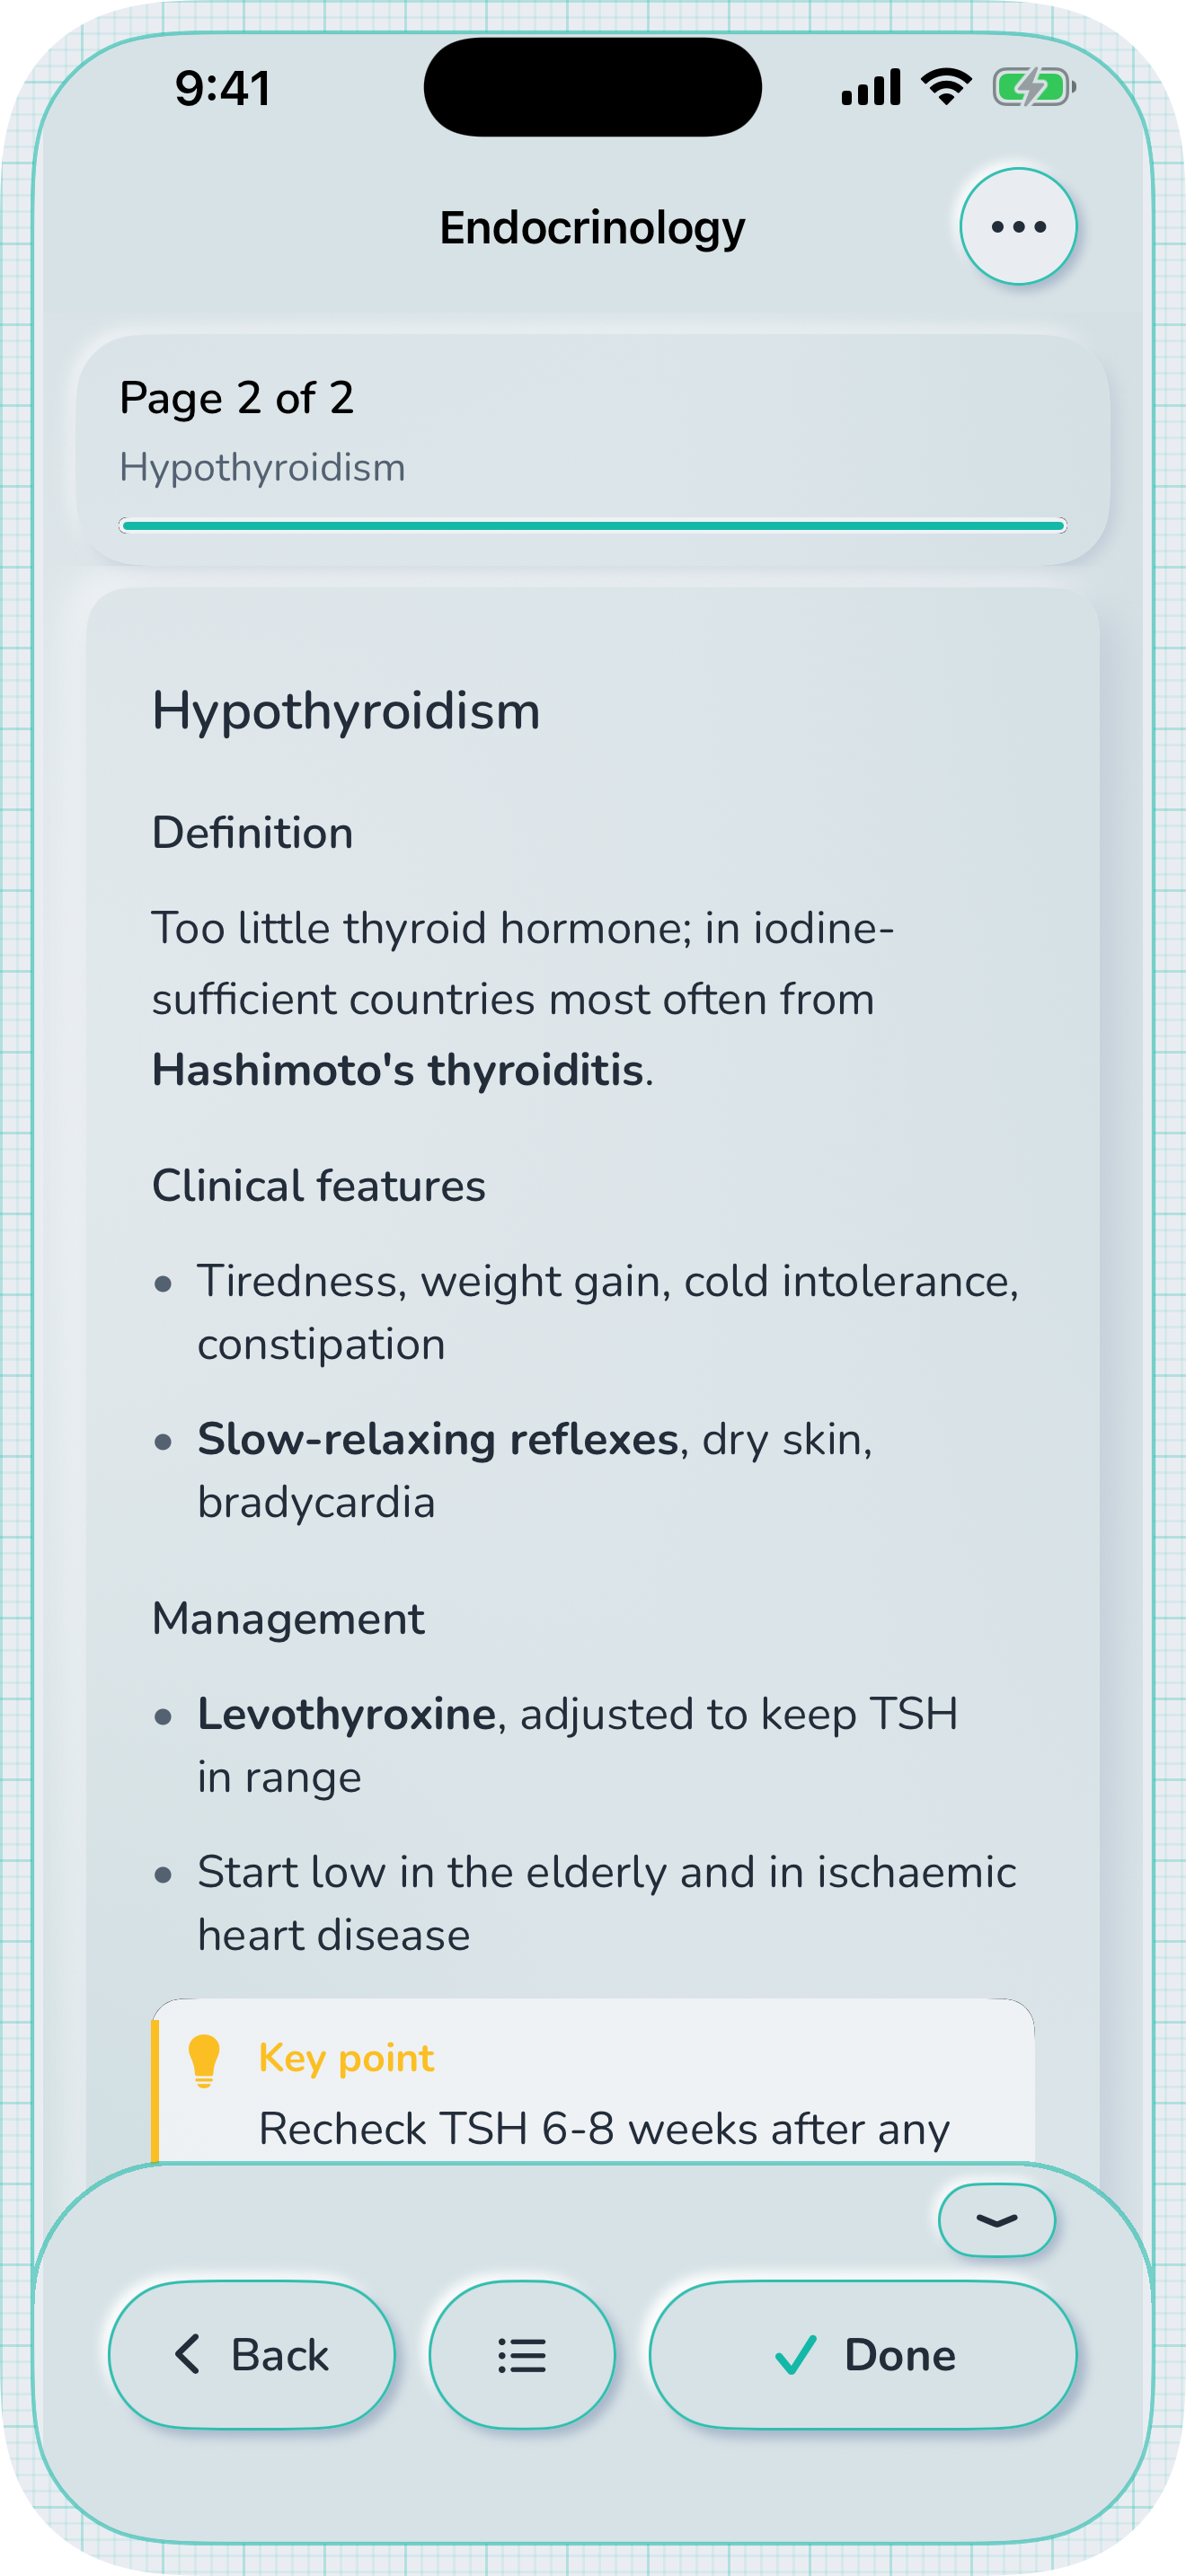 9:41
Endocrinology
Page 2 of 2
Hypothyroidism
Hypothyroidism
Definition
Too little thyroid hormone; in iodine-
sufficient countries most often from
Hashimoto's thyroiditis.
Clinical features
• Tiredness, weight gain, cold intolerance,
constipation
• Slow-relaxing reflexes, dry skin,
bradycardia
Management
• Levothyroxine, adjusted to keep TSH
in range
• Start low in the elderly and in ischaemic
heart disease
Key point
Recheck TSH 6-8 weeks after any
Back
Done